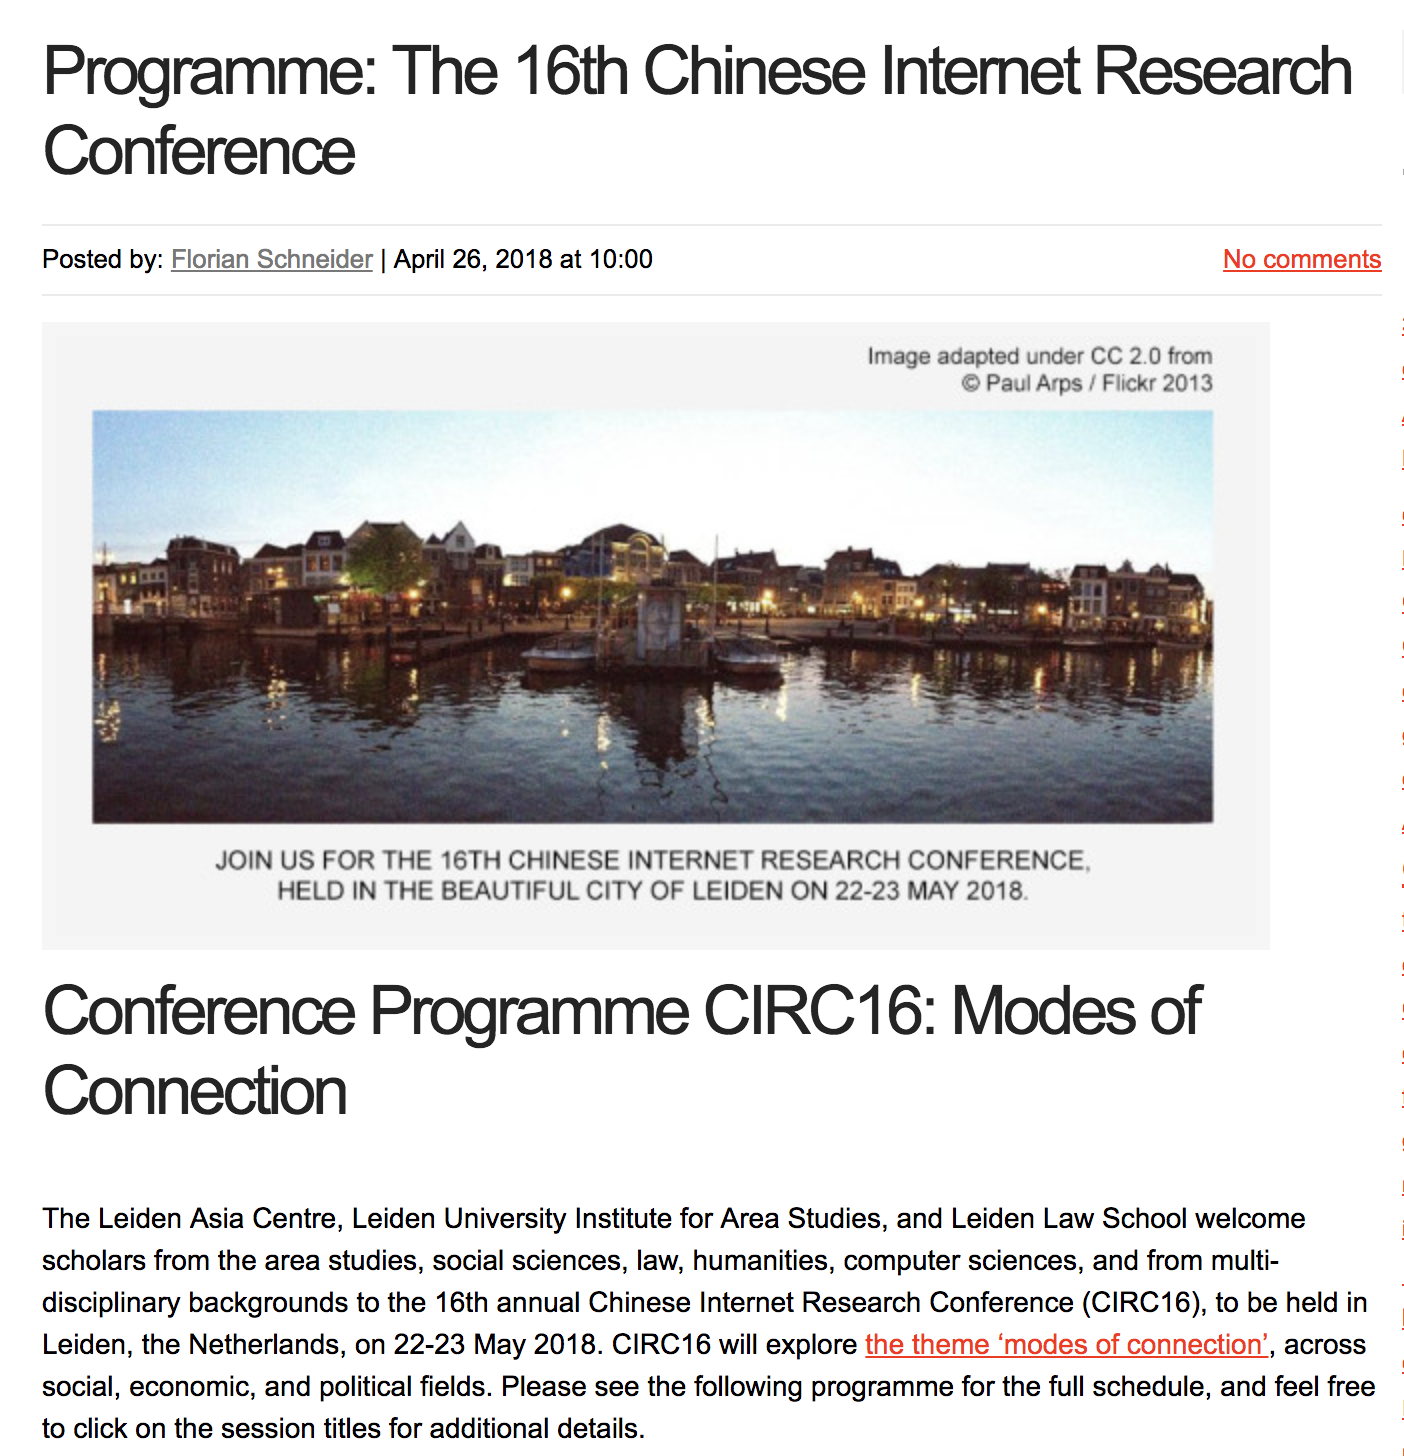 Programme: The 16th Chinese Internet Research
Conference
Posted by: Florian Schneider | April 26, 2018 at 10:00
No comments
Image adapted under CC 2.0 from
© Paul Arps / Flickr 2013
JOIN US FOR THE 16TH CHINESE INTERNET RESEARCH CONFERENCE,
HELD IN THE BEAUTIFUL CITY OF LEIDEN ON 22-23 MAY 2018.
Conference Programme CIRC16: Modes of
Connection
The Leiden Asia Centre, Leiden University Institute for Area Studies, and Leiden Law School welcome
scholars from the area studies, social sciences, law, humanities, computer sciences, and from multi-
disciplinary backgrounds to the 16th annual Chinese Internet Research Conference (CIRC16), to be held in
Leiden, the Netherlands, on 22-23 May 2018. CIRC16 will explore the theme ‘modes of connection’, across
social, economic, and political fields. Please see the following programme for the full schedule, and feel free
to click on the session titles for additional details.